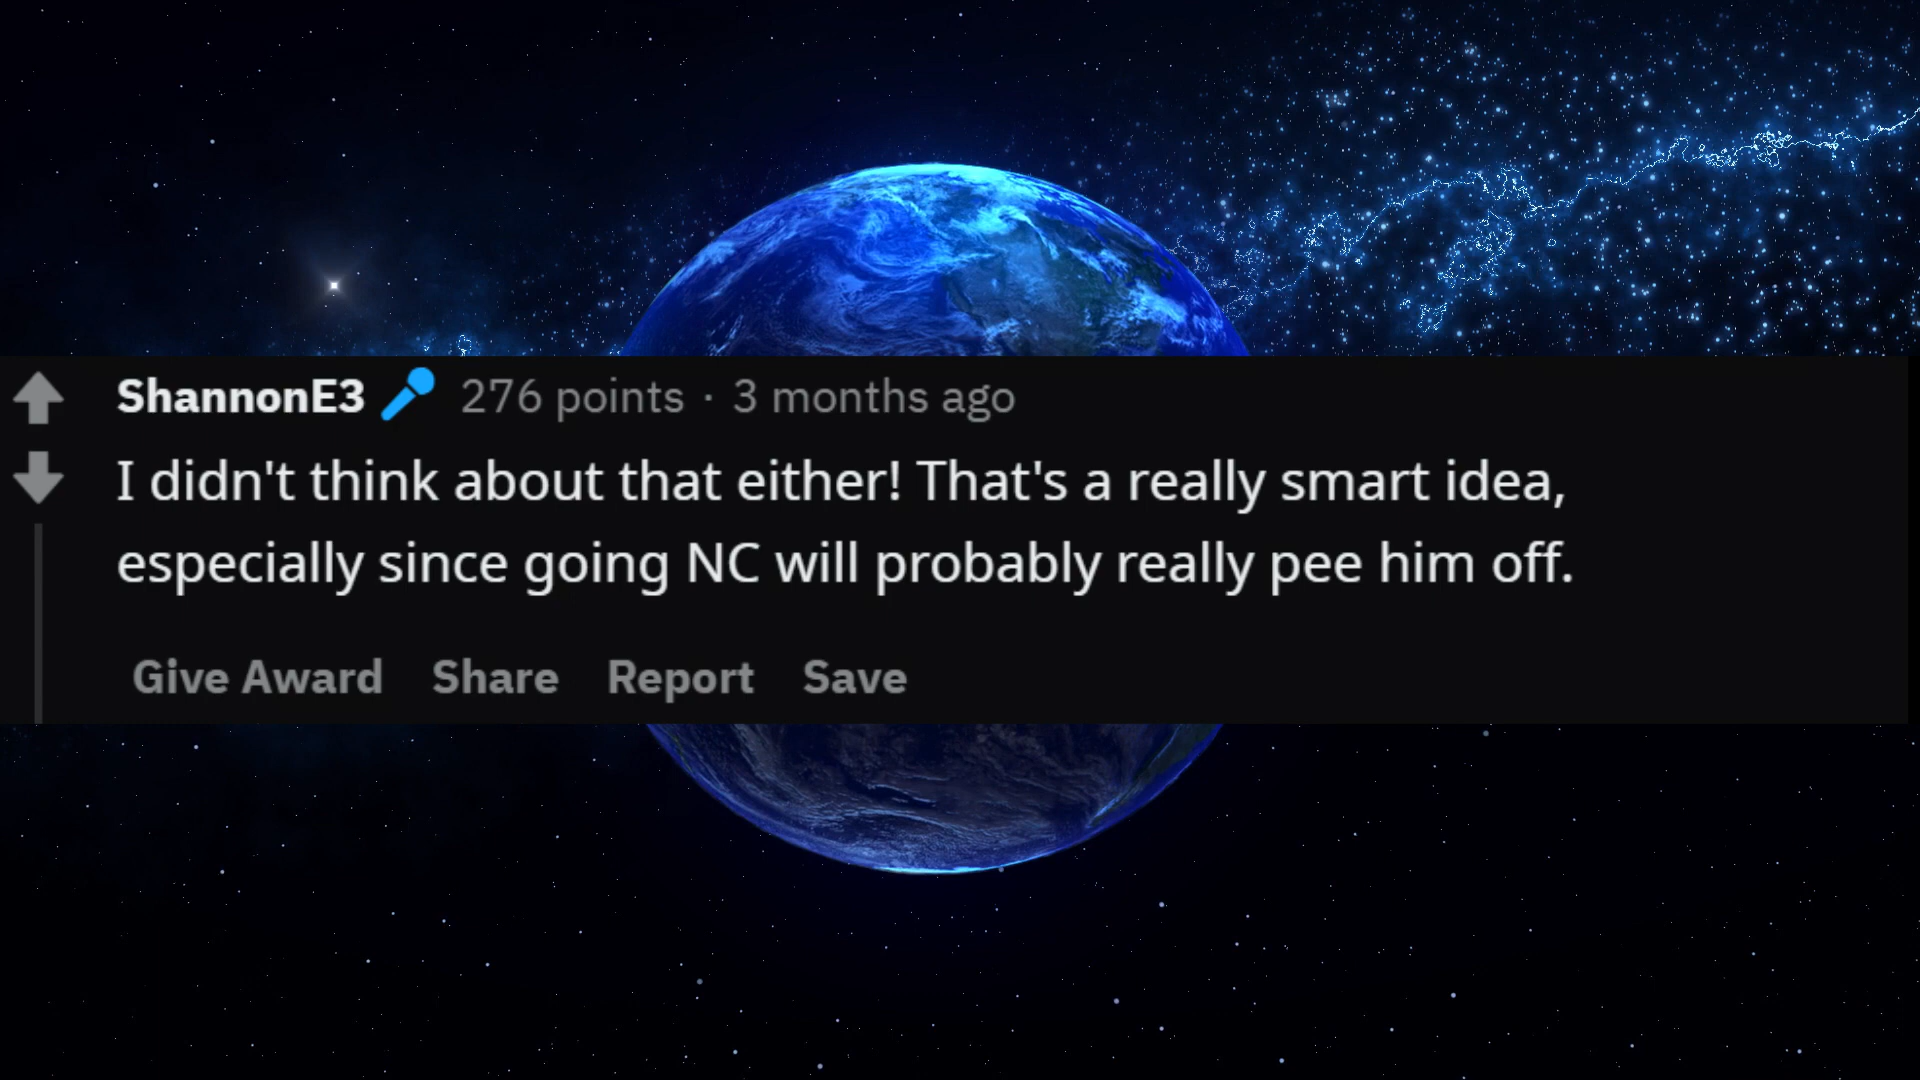 ShannonE3 276 points · 3 months ago
I didn't think about that either! That's a really smart idea,
especially since going NC will probably really pee him off.
Give Award Share Report Save